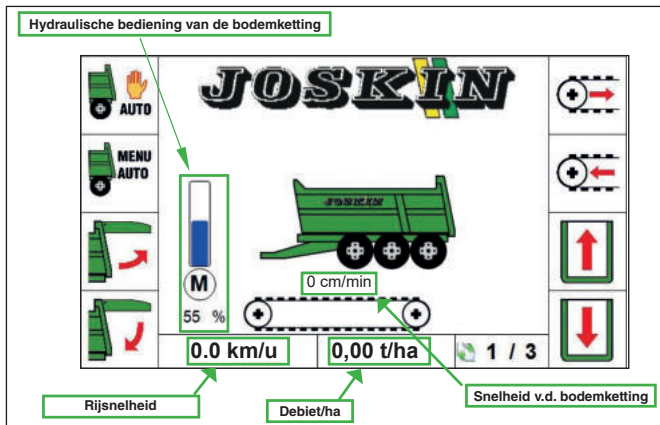 Hydraulische bediening van de bodemketting
JOSKIN
AUTO
MENU
AUTO
JOSKIN
M
0 cm/min
55 %
0.0 km/u
0,00 t/ha
1 / 3
Rijsnelheid
Debiet/ha
Snelheid v.d. bodemketting